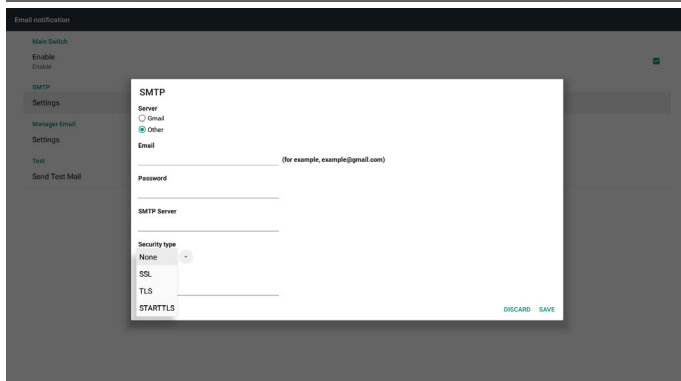 Email notification
Main Switch
Enable
Enable
SMTP
Settings
Manager Email
Settings
Test
Send Test Mail
SMTP
Server
Gmail
Other
Email
(for example, example@gmail.com)
Password
SMTP Server
Security type
None
SSL
TLS
STARTTLS
DISCARD SAVE